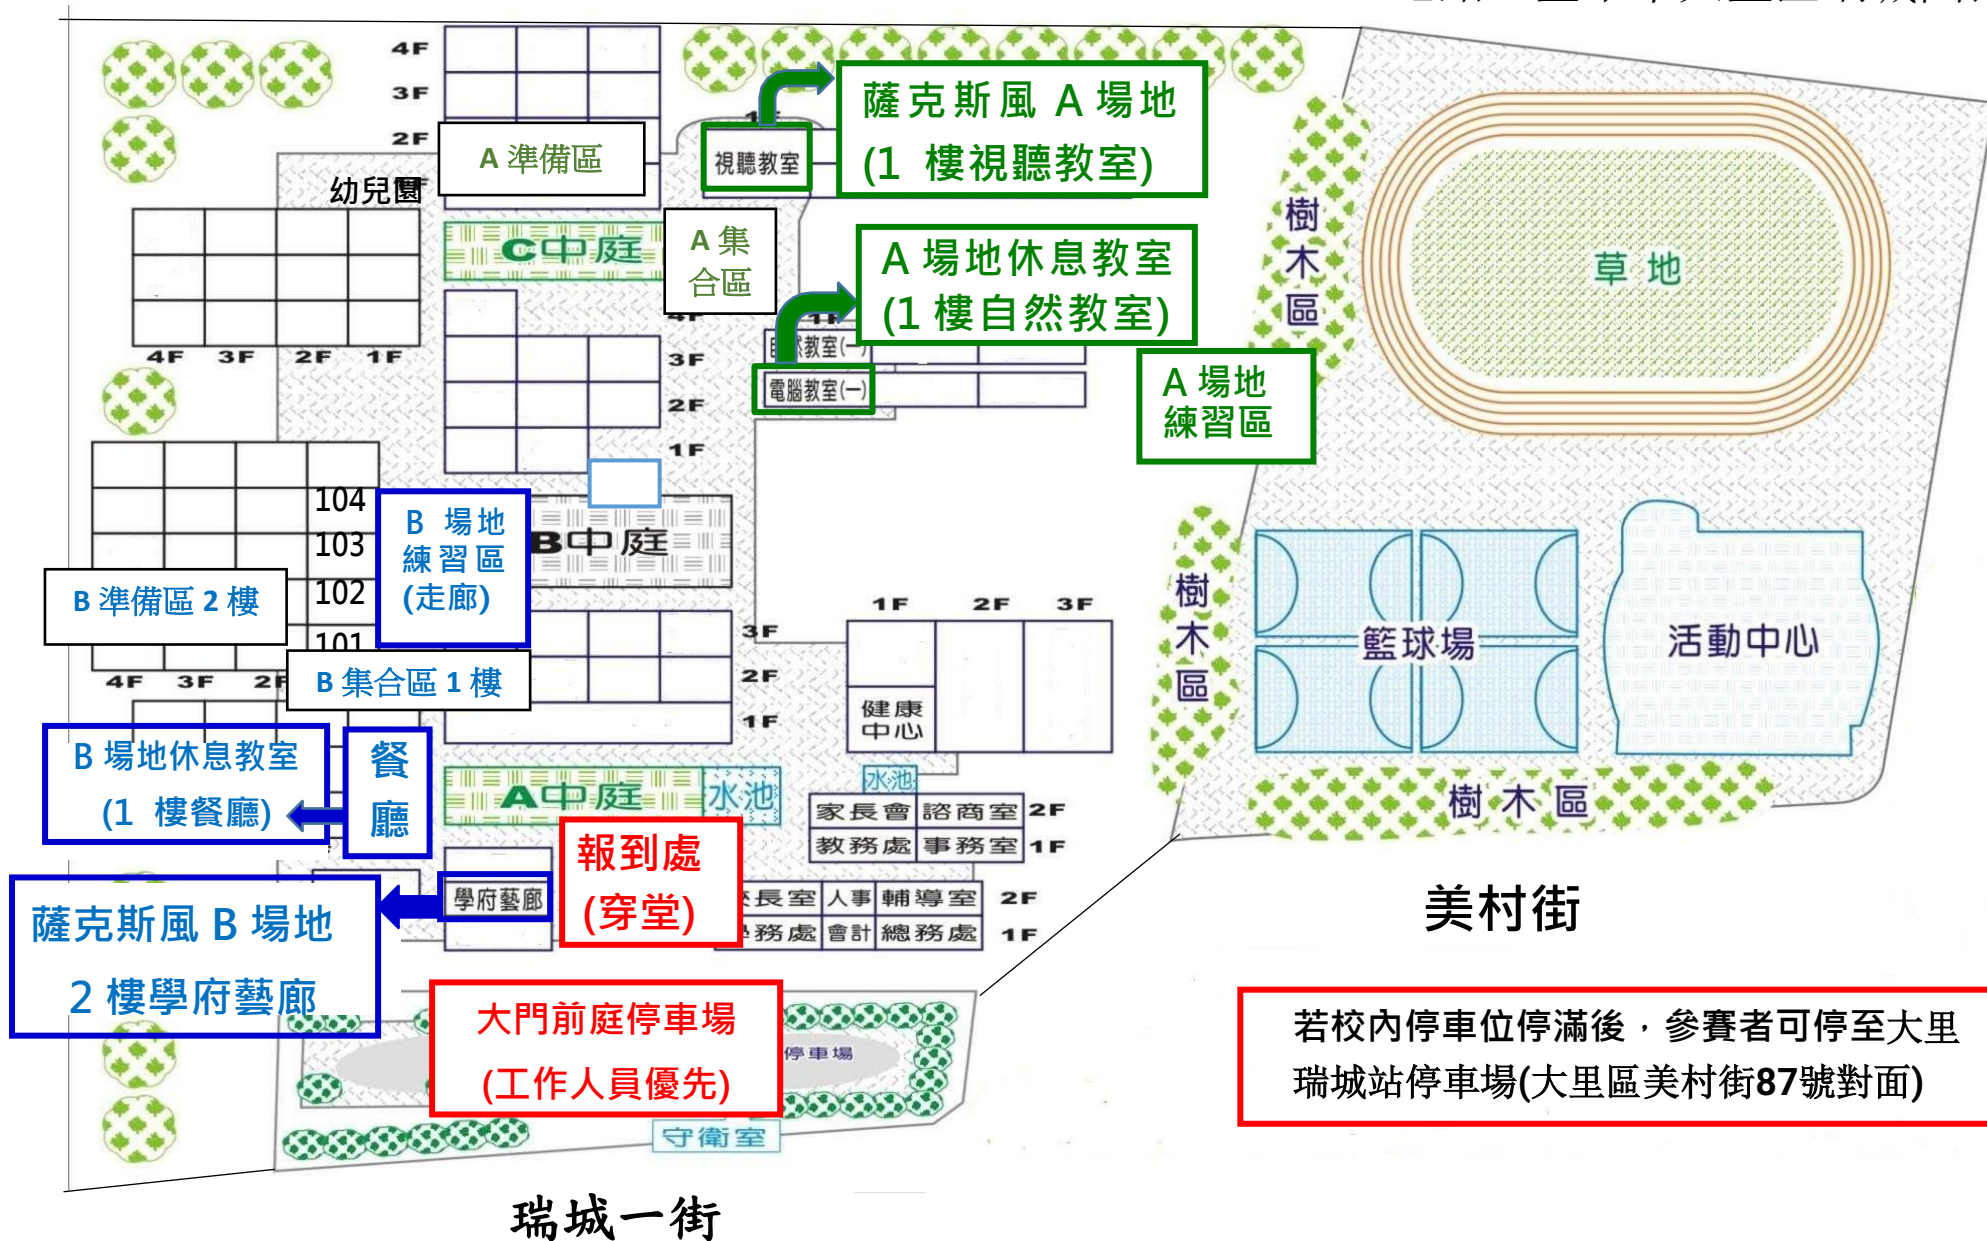 4F
3F
2F
1F
薩克斯風 A 場地
(1 樓視聽教室)
視聽教室
A 準備區
幼兒園
C中庭
A 集
合區
A 場地休息教室
(1 樓自然教室)
樹木區
草地
4F 3F 2F 1F
4F
3F
2F
1F
1F
然教室(一)
電腦教室(一)
A 場地
練習區
104
103
102
101
B 場地
練習區
(走廊)
B中庭
B 準備區 2 樓
B 集合區 1 樓
4F 3F 2F
3F
2F
1F
1F 2F 3F
健康
中心
樹木區
籃球場
活動中心
樹木區
B 場地休息教室
(1 樓餐廳)
餐廳
A中庭
水池
水池
家長會 諮商室 2F
教務處 事務室 1F
報到處
(穿堂)
學府藝廊
長室 人事 輔導室 2F
務處 會計 總務處 1F
薩克斯風 B 場地
2 樓學府藝廊
大門前庭停車場
(工作人員優先)
停車場
守衛室
美村街
若校內停車位停滿後，參賽者可停至大里
瑞城站停車場(大里區美村街87號對面)
瑞城一街